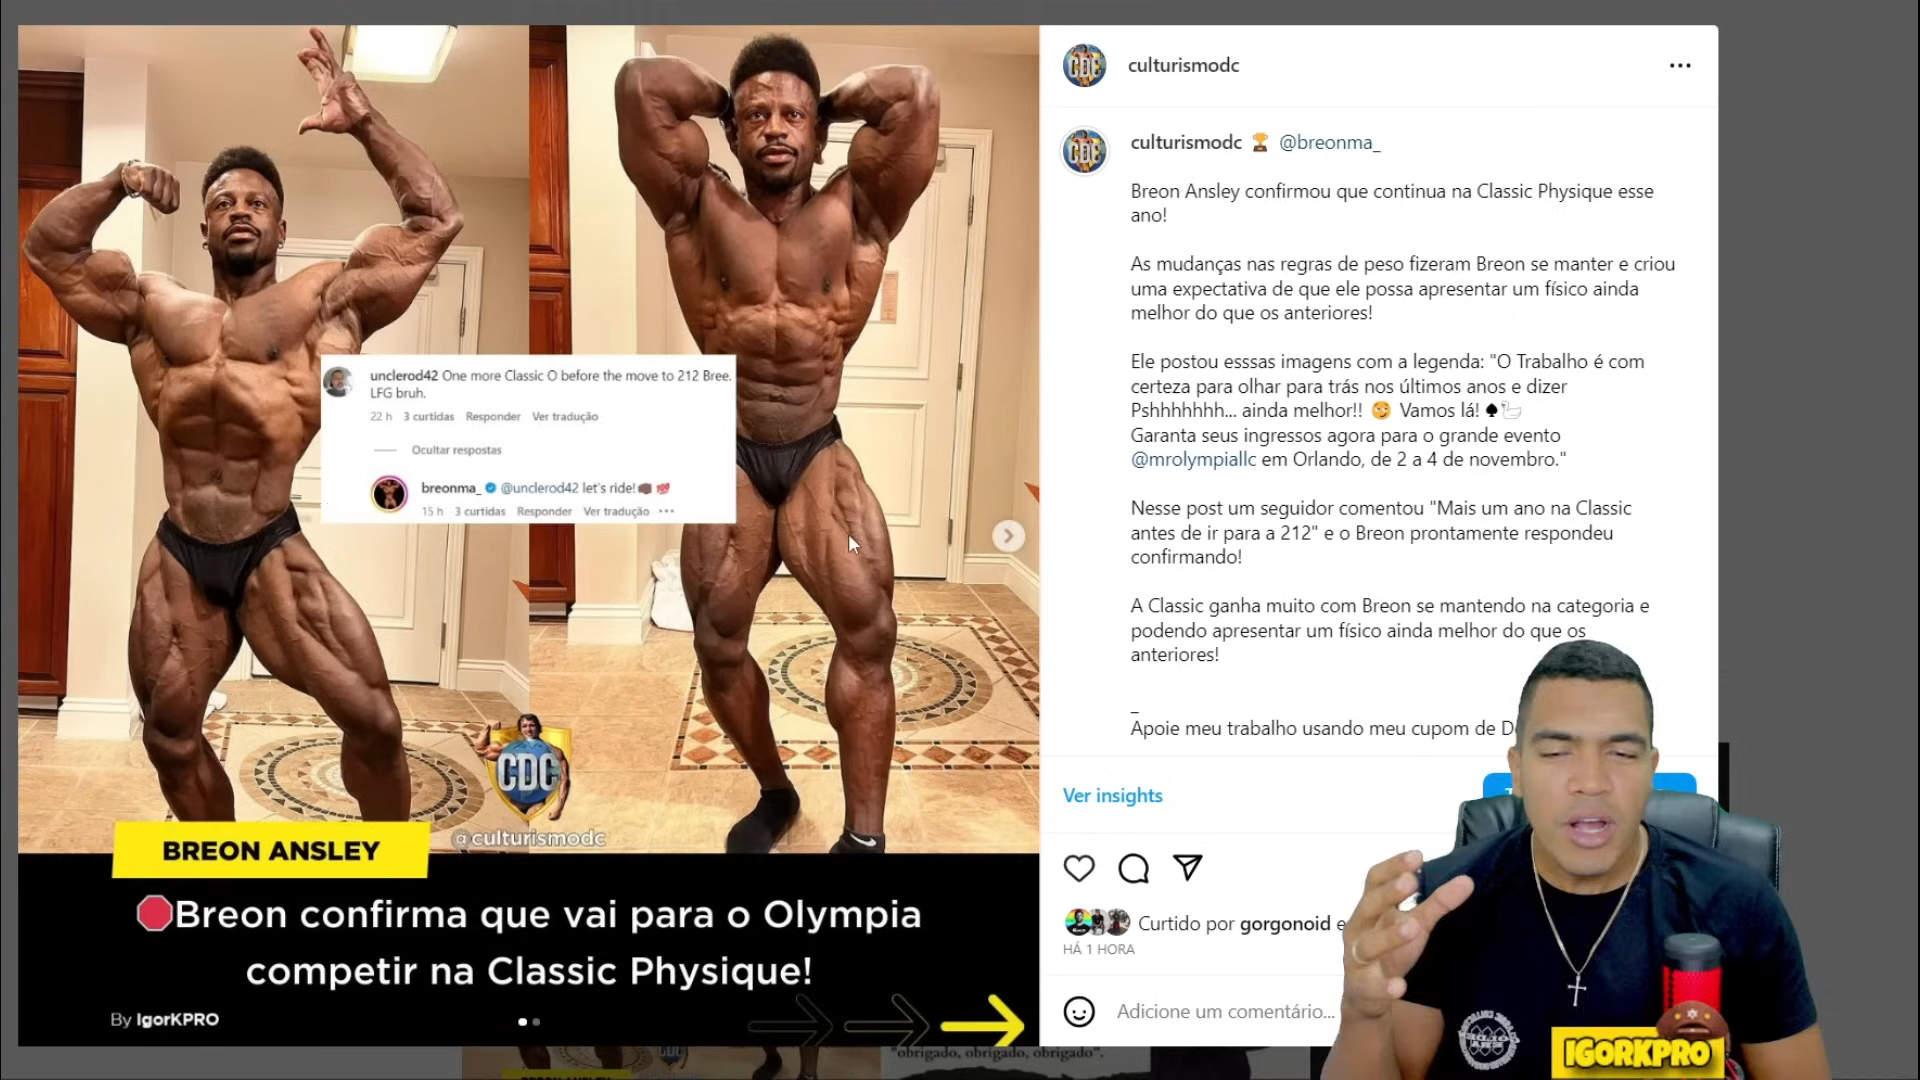 unclerod42 One more Classic O before the move to 212 Bree.
LFG bruh.
22 h 3 curtidas Responder Ver tradução
Ocultar respostas
breonma_ @unclerod42 let's ride!
15 h 3 curtidas Responder Ver tradução
CDC
@culturismodc
BREON ANSLEY
Breon confirma que vai para o Olympia
competir na Classic Physique!
By IgorKPRO
culturismodc
culturismodc 🏆 @breonma_
Breon Ansley confirmou que continua na Classic Physique esse
ano!
As mudanças nas regras de peso fizeram Breon se manter e criou
uma expectativa de que ele possa apresentar um físico ainda
melhor do que os anteriores!
Ele postou esssas imagens com a legenda: "O Trabalho é com
certeza para olhar para trás nos últimos anos e dizer
Pshhhhhhh... ainda melhor!! 😏 Vamos lá! ♠️🦢
Garanta seus ingressos agora para o grande evento
@mrolympiallc em Orlando, de 2 a 4 de novembro."
Nesse post um seguidor comentou "Mais um ano na Classic
antes de ir para a 212" e o Breon prontamente respondeu
confirmando!
A Classic ganha muito com Breon se mantendo na categoria e
podendo apresentar um físico ainda melhor do que os
anteriores!
_
Apoie meu trabalho usando meu cupom de
Ver insights
Curtido por gorgonoid e
HÁ 1 HORA
Adicione um comentário...
"obrigado, obrigado, obrigado".
IGORKPRO